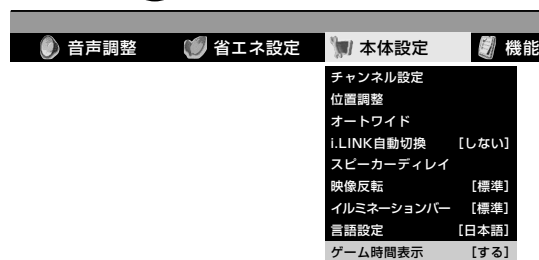 音声調整 省エネ設定 本体設定 機能
チャンネル設定
位置調整
オートワイド
i.LINK自動切換 [しない]
スピーカーディレイ
映像反転 [標準]
イルミネーションバー [標準]
言語設定 [日本語]
ゲーム時間表示 [する]